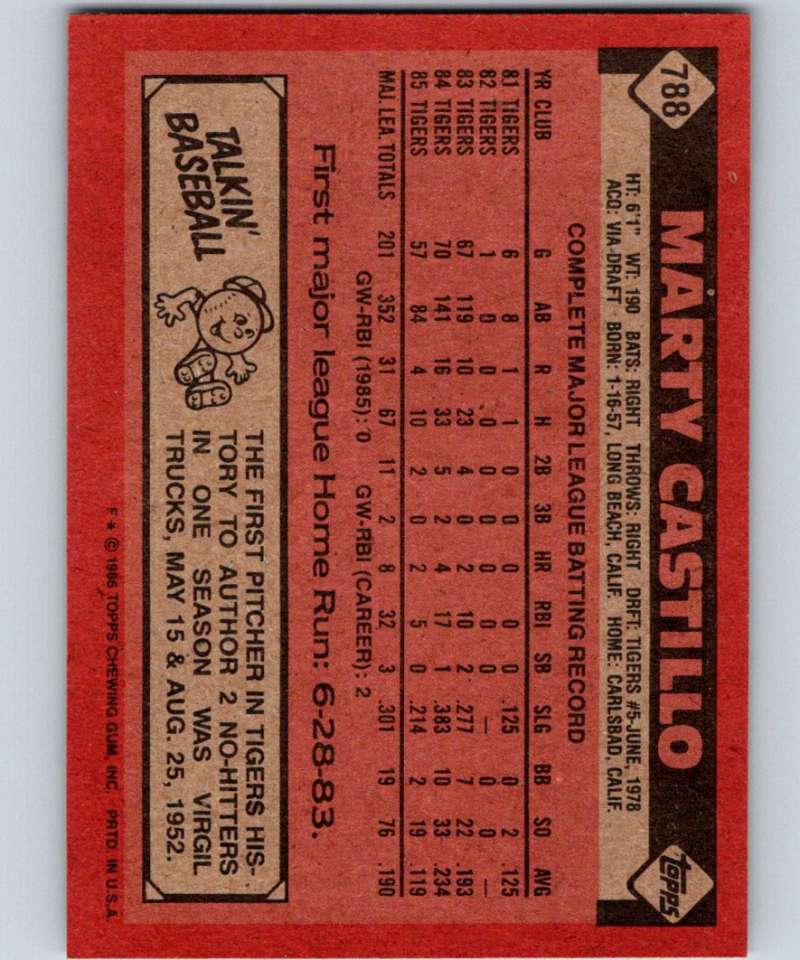 788
MARTY CASTILLO
TOPPS
HT: 6'1" WT: 190 BATS: RIGHT THROWS: RIGHT DRFT: TIGERS #5-JUNE, 1978
ACQ: VIA-DRAFT BORN: 1-16-57, LONG BEACH, CALIF. HOME: CARLSBAD, CALIF.
COMPLETE MAJOR LEAGUE BATTING RECORD
YR CLUB G AB R H 2B 3B HR RBI SB SLG BB SO AVG
81 TIGERS 6 8 1 1 0 0 0 0 0 .125 0 2 .125
82 TIGERS 1 0 0 0 0 0 0 0 0 — 0 0 —
83 TIGERS 67 119 10 23 4 0 2 10 2 .277 7 22 .193
84 TIGERS 70 141 16 33 5 2 4 17 1 .383 10 33 .234
85 TIGERS 57 84 4 10 2 0 2 5 0 .214 2 19 .119
MAJ. LEA. TOTALS 201 352 31 67 11 2 8 32 3 .301 19 76 .190
GW-RBI (1985): 0 GW-RBI (CAREER): 2
First major league Home Run: 6-28-83.
TALKIN'
BASEBALL
THE FIRST PITCHER IN TIGERS HIS-
TORY TO AUTHOR 2 NO-HITTERS
IN ONE SEASON WAS VIRGIL
TRUCKS, MAY 15 & AUG. 25, 1952.
F * © 1986 TOPPS CHEWING GUM, INC. PRTD. IN U.S.A.